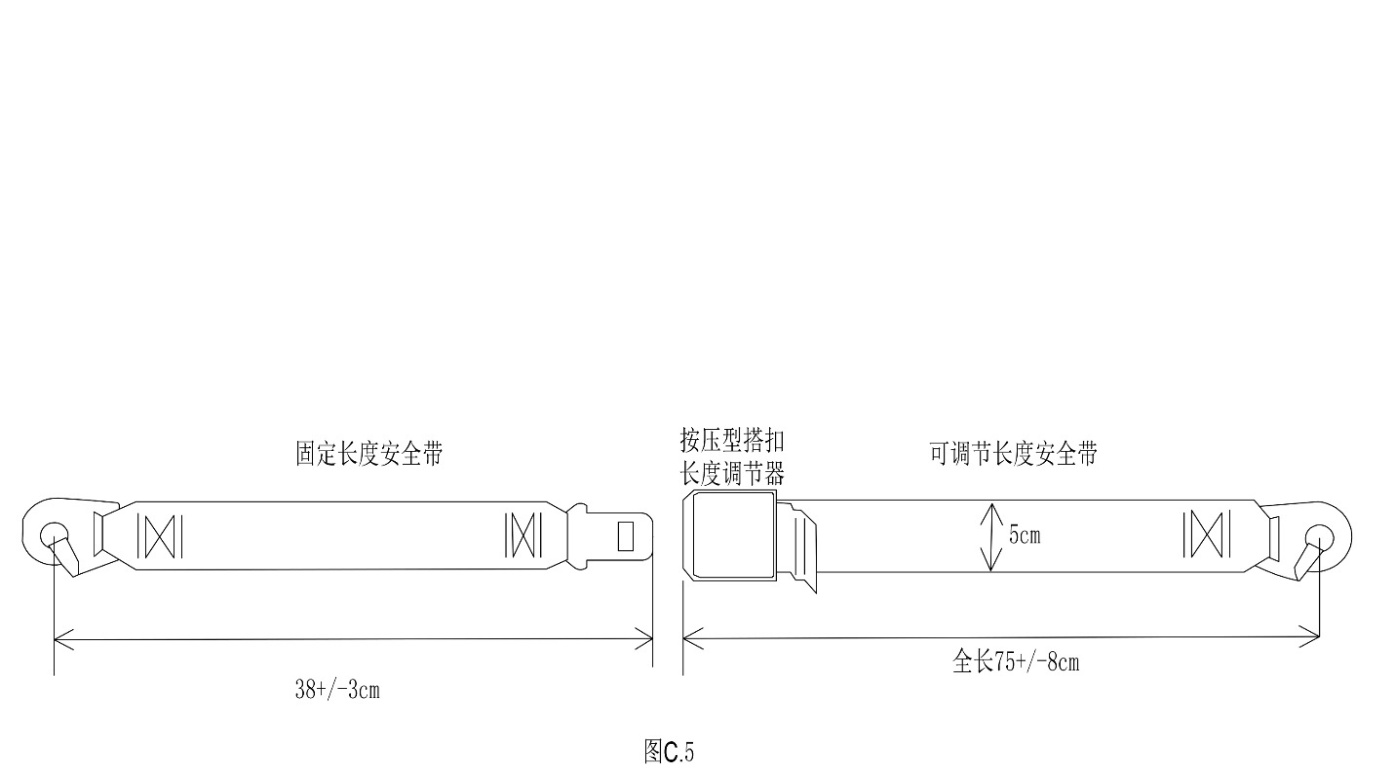 固定长度安全带
按压型搭扣
长度调节器
可调节长度安全带
5cm
38+/-3cm
全长75+/-8cm
图C.5